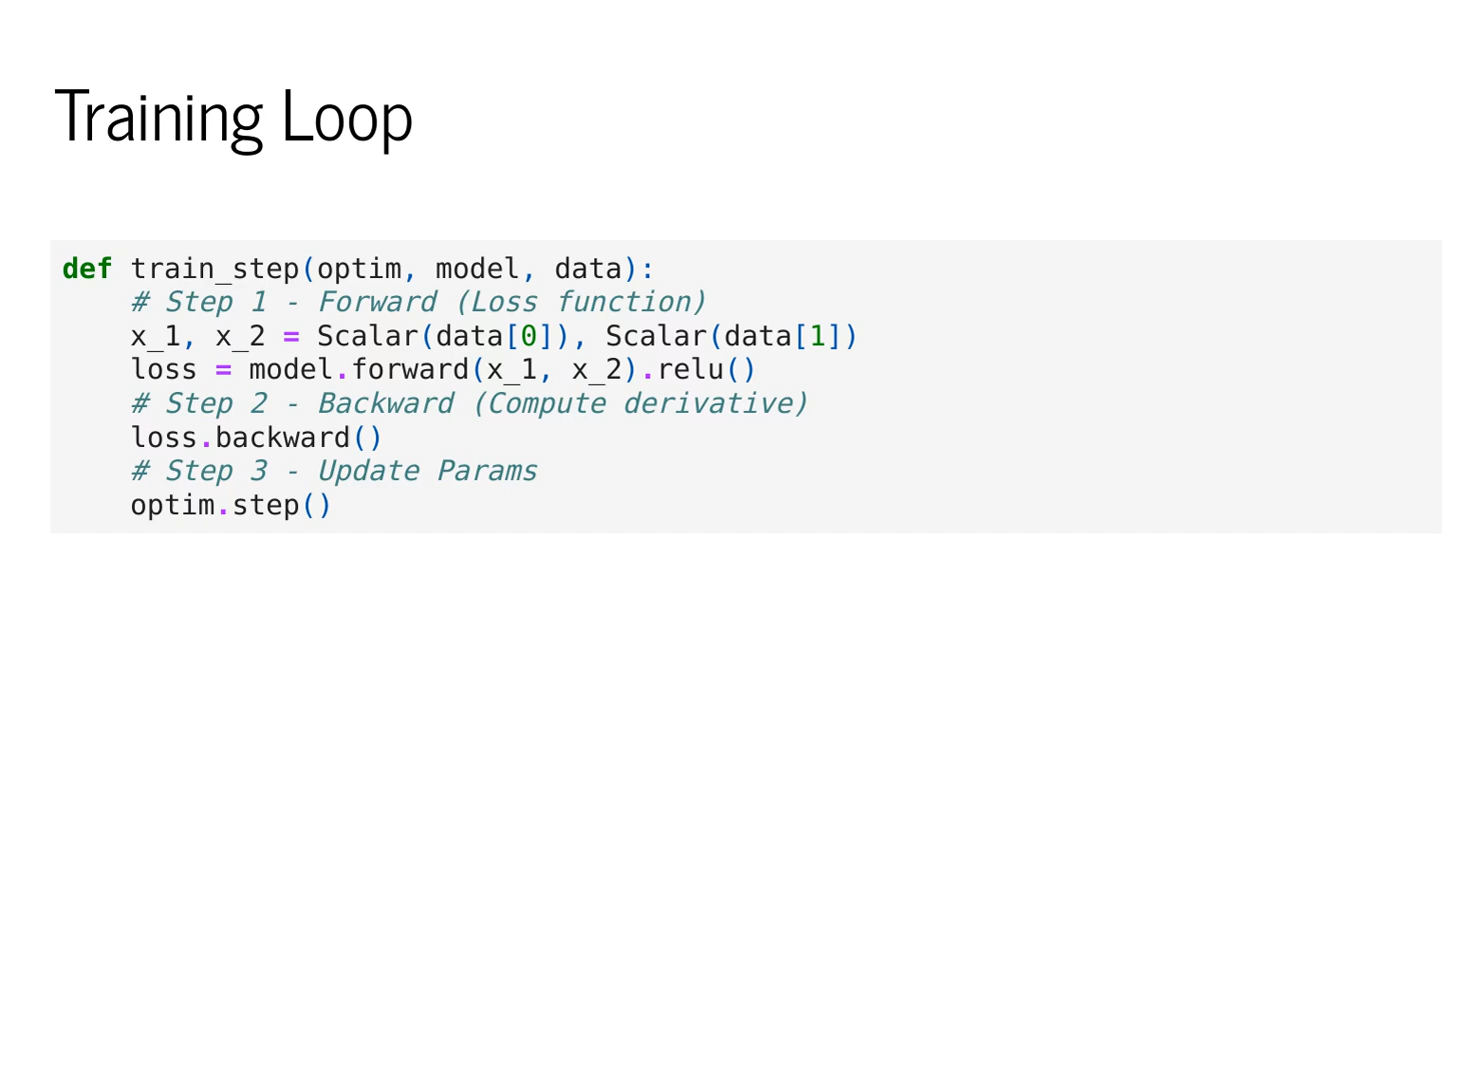 Training Loop
def train_step(optim, model, data):
    # Step 1 - Forward (Loss function)
    x_1, x_2 = Scalar(data[0]), Scalar(data[1])
    loss = model.forward(x_1, x_2).relu()
    # Step 2 - Backward (Compute derivative)
    loss.backward()
    # Step 3 - Update Params
    optim.step()